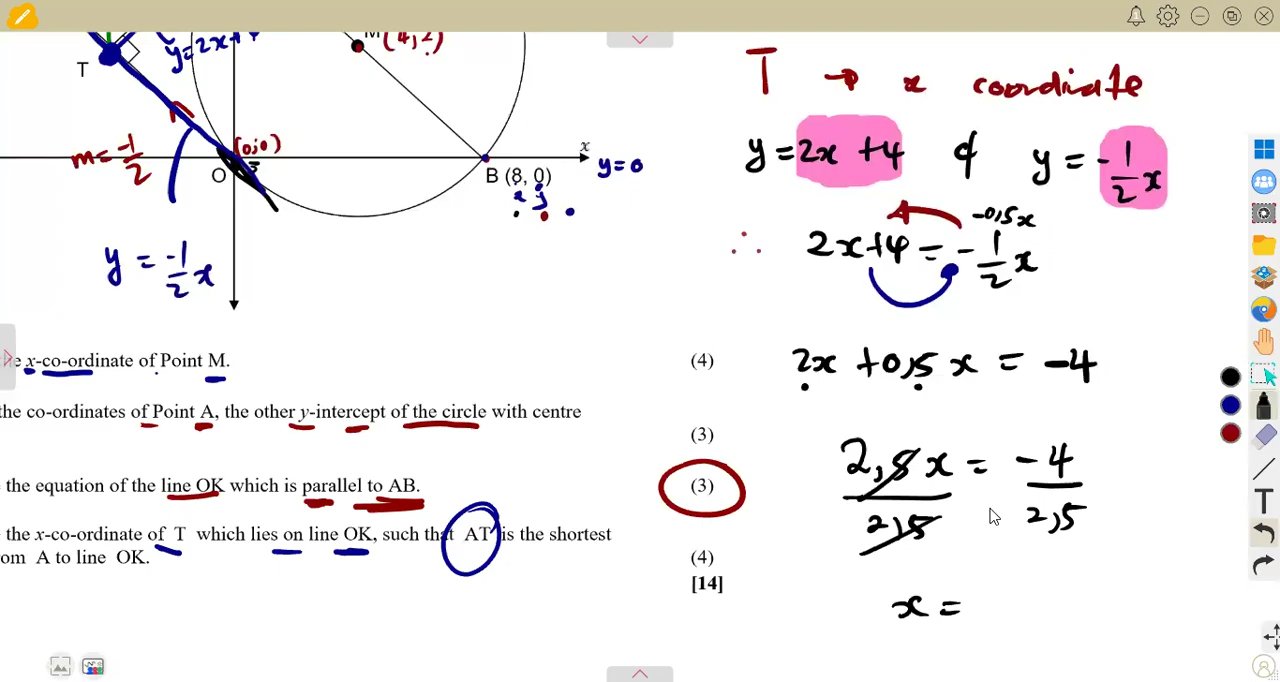 M
(4,2)
T
y=2x+4
m=-1/2
(0;0)
O
x
y=0
B (8, 0)
x y
y = -1/2 x
x-co-ordinate of Point M.
(4)
the co-ordinates of Point A, the other y-intercept of the circle with centre
(3)
the equation of the line OK which is parallel to AB.
(3)
the x-co-ordinate of T which lies on line OK, such that AT is the shortest
om A to line OK.
(4)
[14]
T → x coordinate
y = 2x +4 & y = -1/2 x
-0,5x
∴ 2x+4 = -1/2 x
2x +0,5x = -4
2,5x = -4
2,5 2,5
x =
T